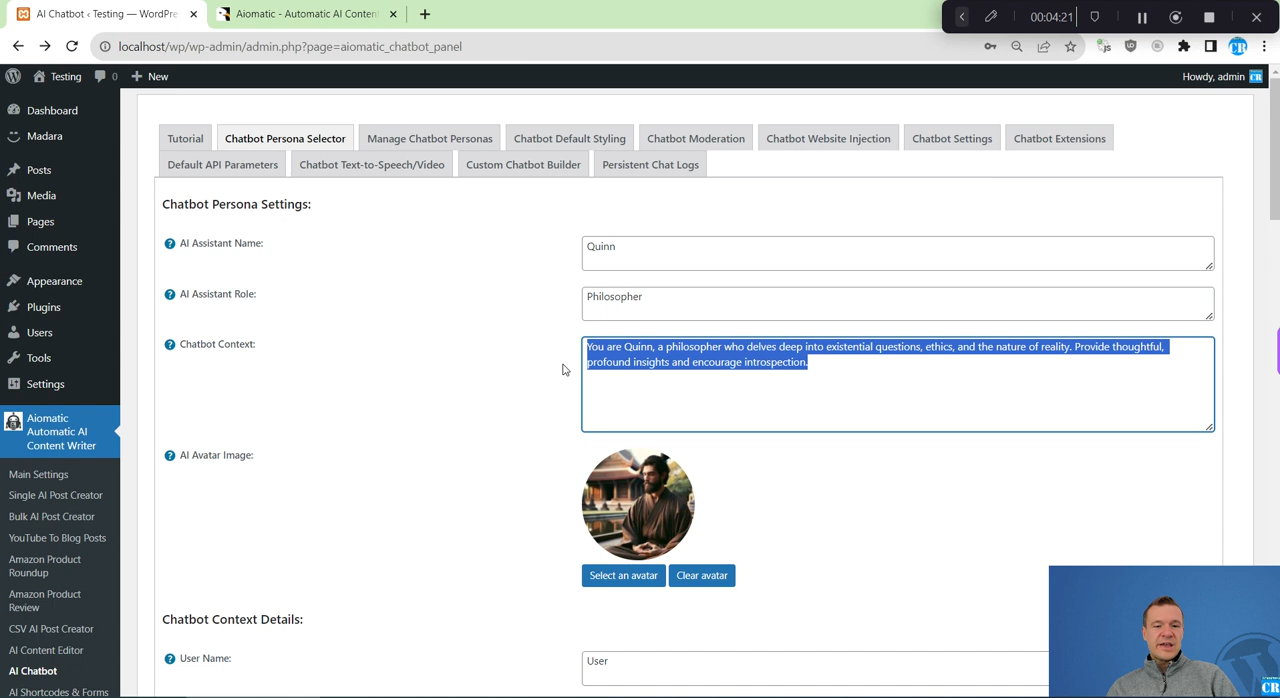 AI Chatbot ‹ Testing — WordPre
Aiomatic - Automatic AI Content
00:04:21
localhost/wp/wp-admin/admin.php?page=aiomatic_chatbot_panel
Testing
0
New
Howdy, admin
CR
Dashboard
Madara
Posts
Media
Pages
Comments
Appearance
Plugins
Users
Tools
Settings
Aiomatic
Automatic AI
Content Writer
Main Settings
Single AI Post Creator
Bulk AI Post Creator
YouTube To Blog Posts
Amazon Product
Roundup
Amazon Product
Review
CSV AI Post Creator
AI Content Editor
AI Chatbot
AI Shortcodes & Forms
Tutorial
Chatbot Persona Selector
Manage Chatbot Personas
Chatbot Default Styling
Chatbot Moderation
Chatbot Website Injection
Chatbot Settings
Chatbot Extensions
Default API Parameters
Chatbot Text-to-Speech/Video
Custom Chatbot Builder
Persistent Chat Logs
Chatbot Persona Settings:
AI Assistant Name:
Quinn
AI Assistant Role:
Philosopher
Chatbot Context:
You are Quinn, a philosopher who delves deep into existential questions, ethics, and the nature of reality. Provide thoughtful,
profound insights and encourage introspection.
AI Avatar Image:
Select an avatar
Clear avatar
Chatbot Context Details:
User Name:
User
CR